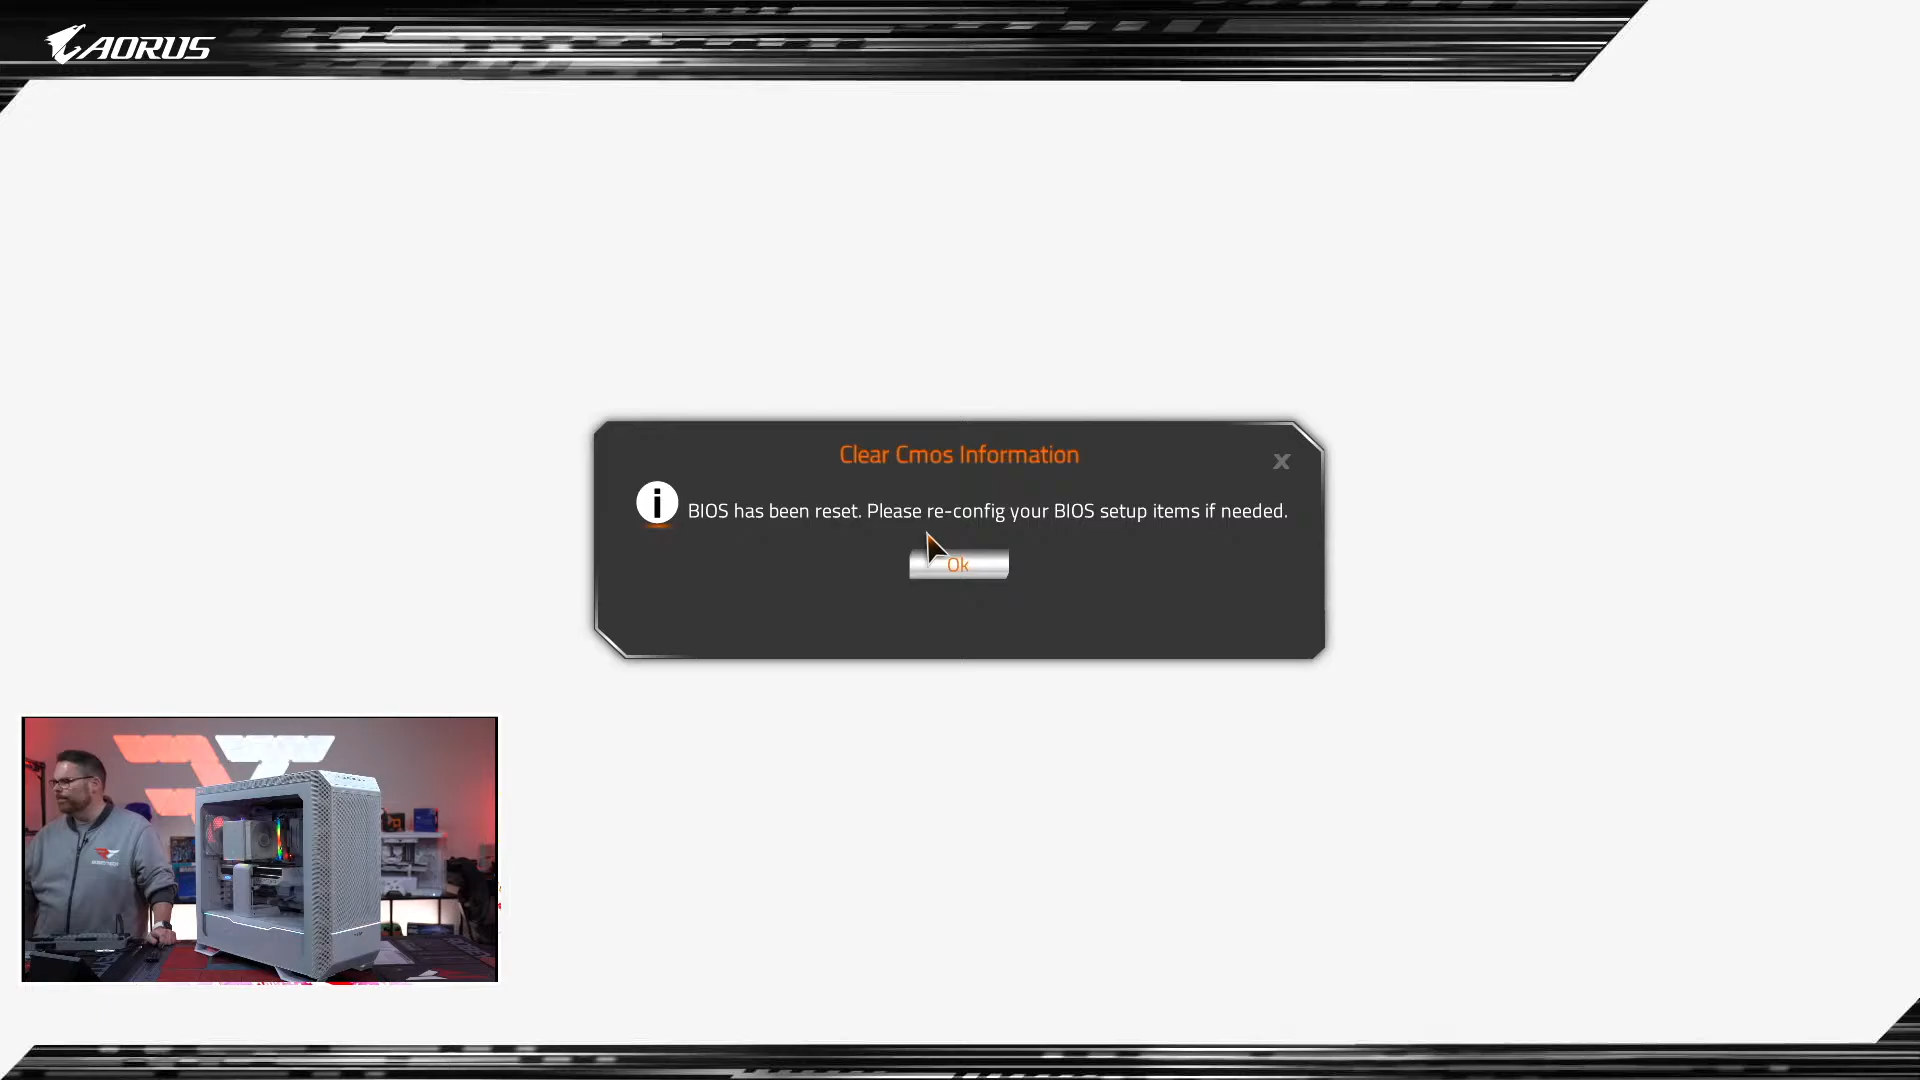 AORUS
Clear Cmos Information
X
BIOS has been reset. Please re-config your BIOS setup items if needed.
Ok